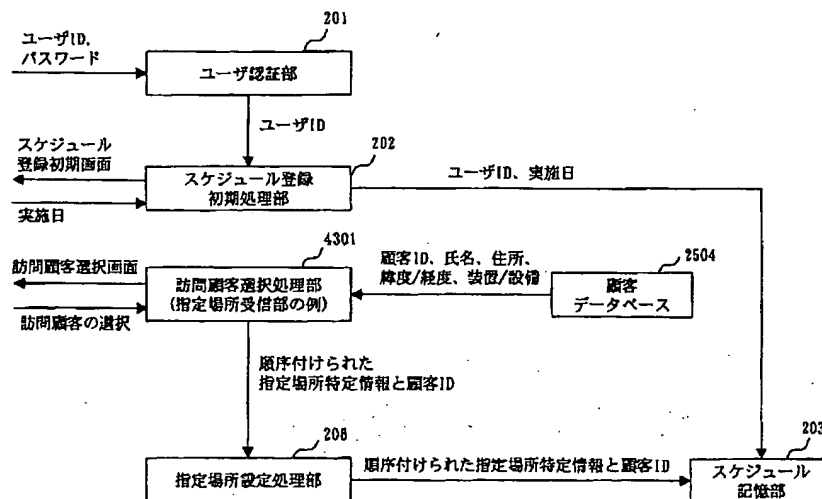 201
ユーザID、
パスワード
ユーザ認証部
ユーザID
スケジュール
登録初期画面
202
スケジュール登録
初期処理部
ユーザID、実施日
実施日
4301
訪問顧客選択画面
訪問顧客選択処理部
(指定場所受信部の例)
訪問顧客の選択
顧客ID、氏名、住所、
緯度/経度、装置/設備
2504
顧客
データベース
順序付けられた
指定場所特定情報と顧客ID
208
指定場所設定処理部
順序付けられた指定場所特定情報と顧客ID
203
スケジュール
記憶部